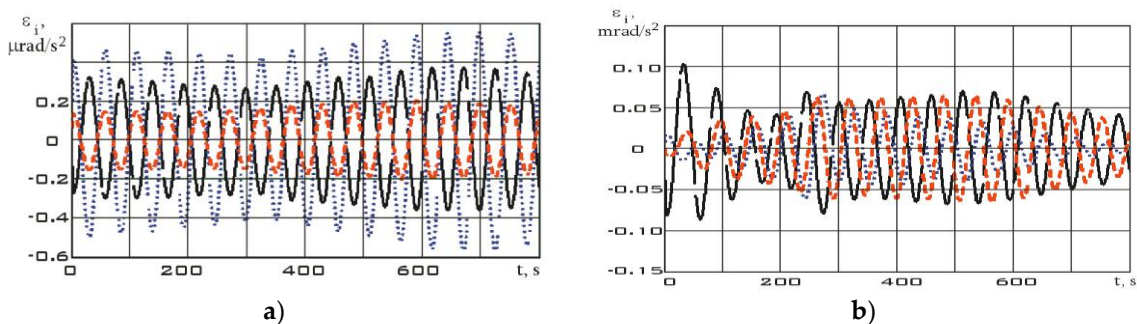 ε_i,
μrad/s²
0.2
0
-0.2
-0.4
-0.6
0 200 400 600 t, s
a)
ε_i,
mrad/s²
0.10
0.05
0
-0.05
-0.10
-0.15
0 200 400 600 t, s
b)